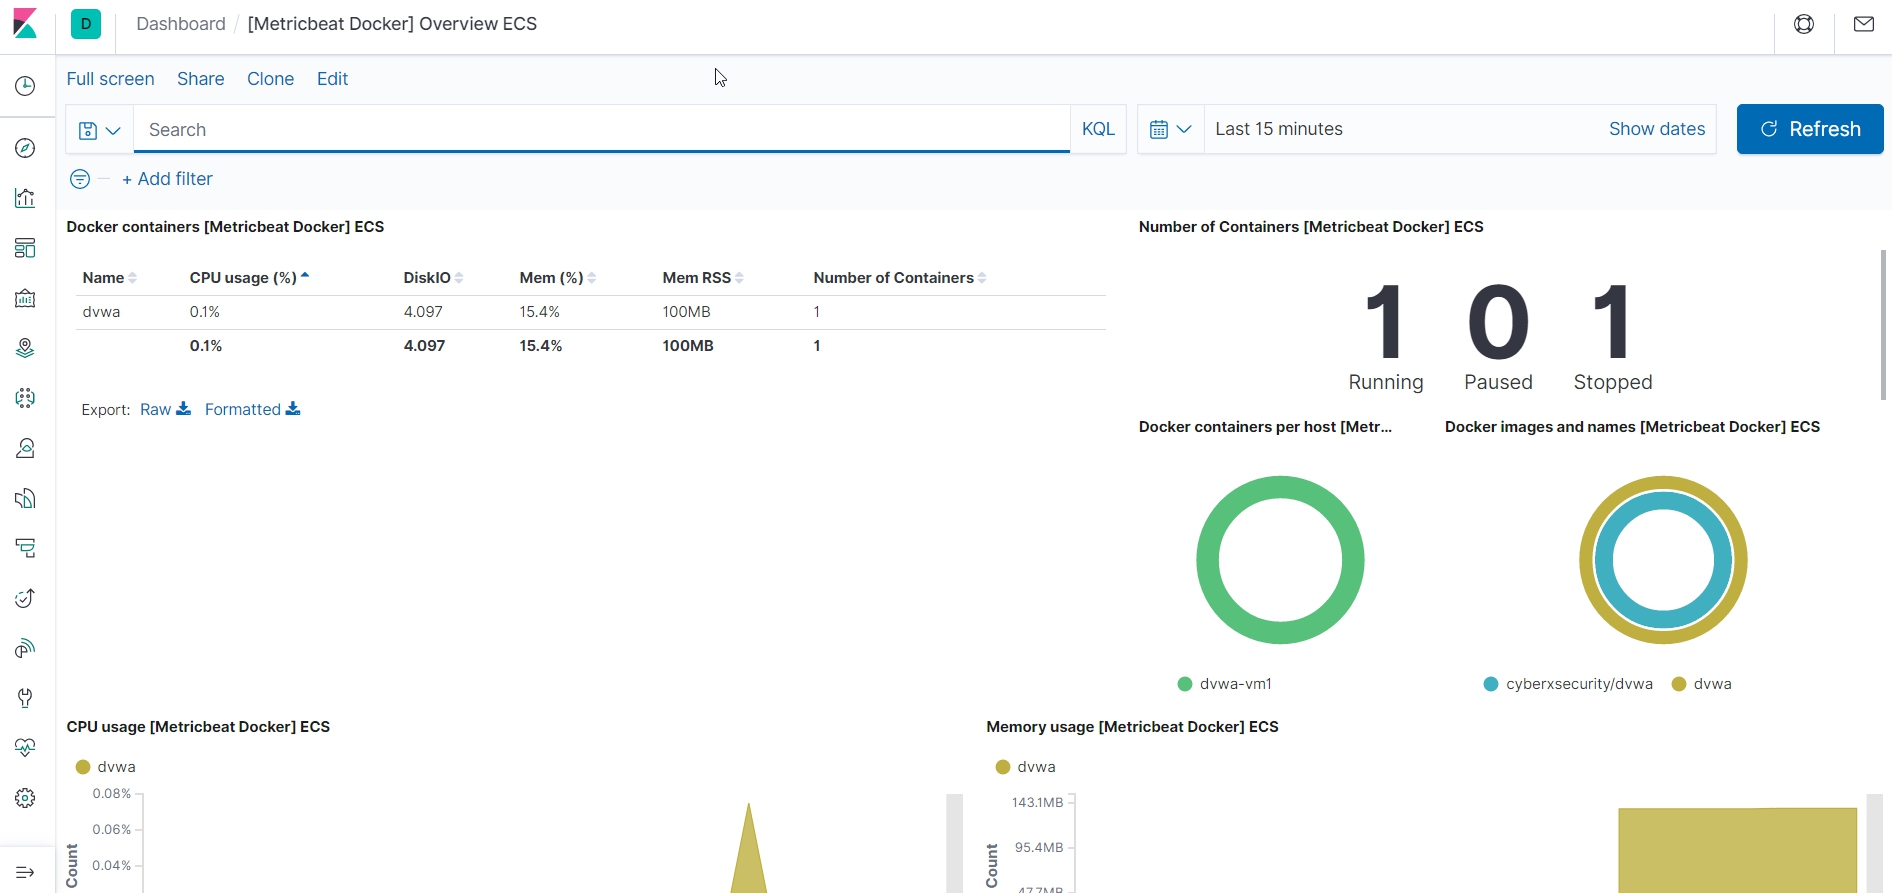 D Dashboard / [Metricbeat Docker] Overview ECS
Full screen Share Clone Edit
Search KQL Last 15 minutes Show dates Refresh
+ Add filter
Docker containers [Metricbeat Docker] ECS
Name CPU usage (%) DiskIO Mem (%) Mem RSS Number of Containers
dvwa 0.1% 4.097 15.4% 100MB 1
0.1% 4.097 15.4% 100MB 1
Export: Raw Formatted
Number of Containers [Metricbeat Docker] ECS
1 0 1
Running Paused Stopped
Docker containers per host [Metr...
dvwa-vm1
Docker images and names [Metricbeat Docker] ECS
cyberxsecurity/dvwa dvwa
CPU usage [Metricbeat Docker] ECS
dvwa
0.08%
0.06%
0.04%
Count
Memory usage [Metricbeat Docker] ECS
dvwa
143.1MB
95.4MB
47.7MB
Count